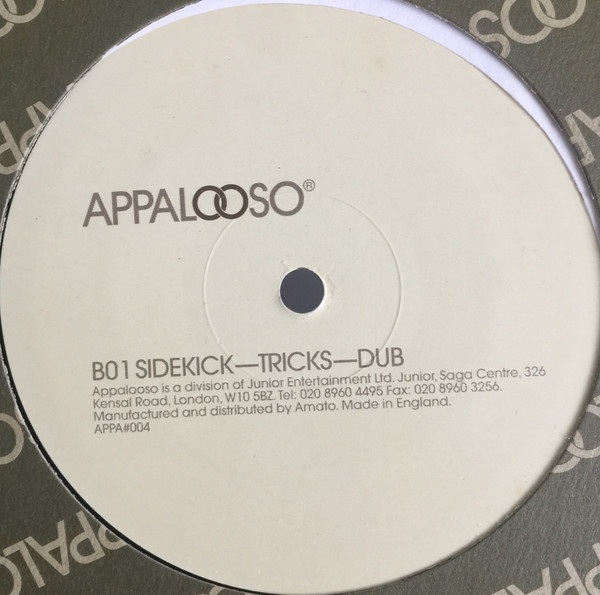 APPALOOSO®
B01 SIDEKICK—TRICKS—DUB
Appalooso is a division of Junior Entertainment Ltd. Junior, Saga Centre, 326
Kensal Road, London, W10 5BZ. Tel: 020 8960 4495 Fax: 020 8960 3256.
Manufactured and distributed by Amato. Made in England.
APPA#004